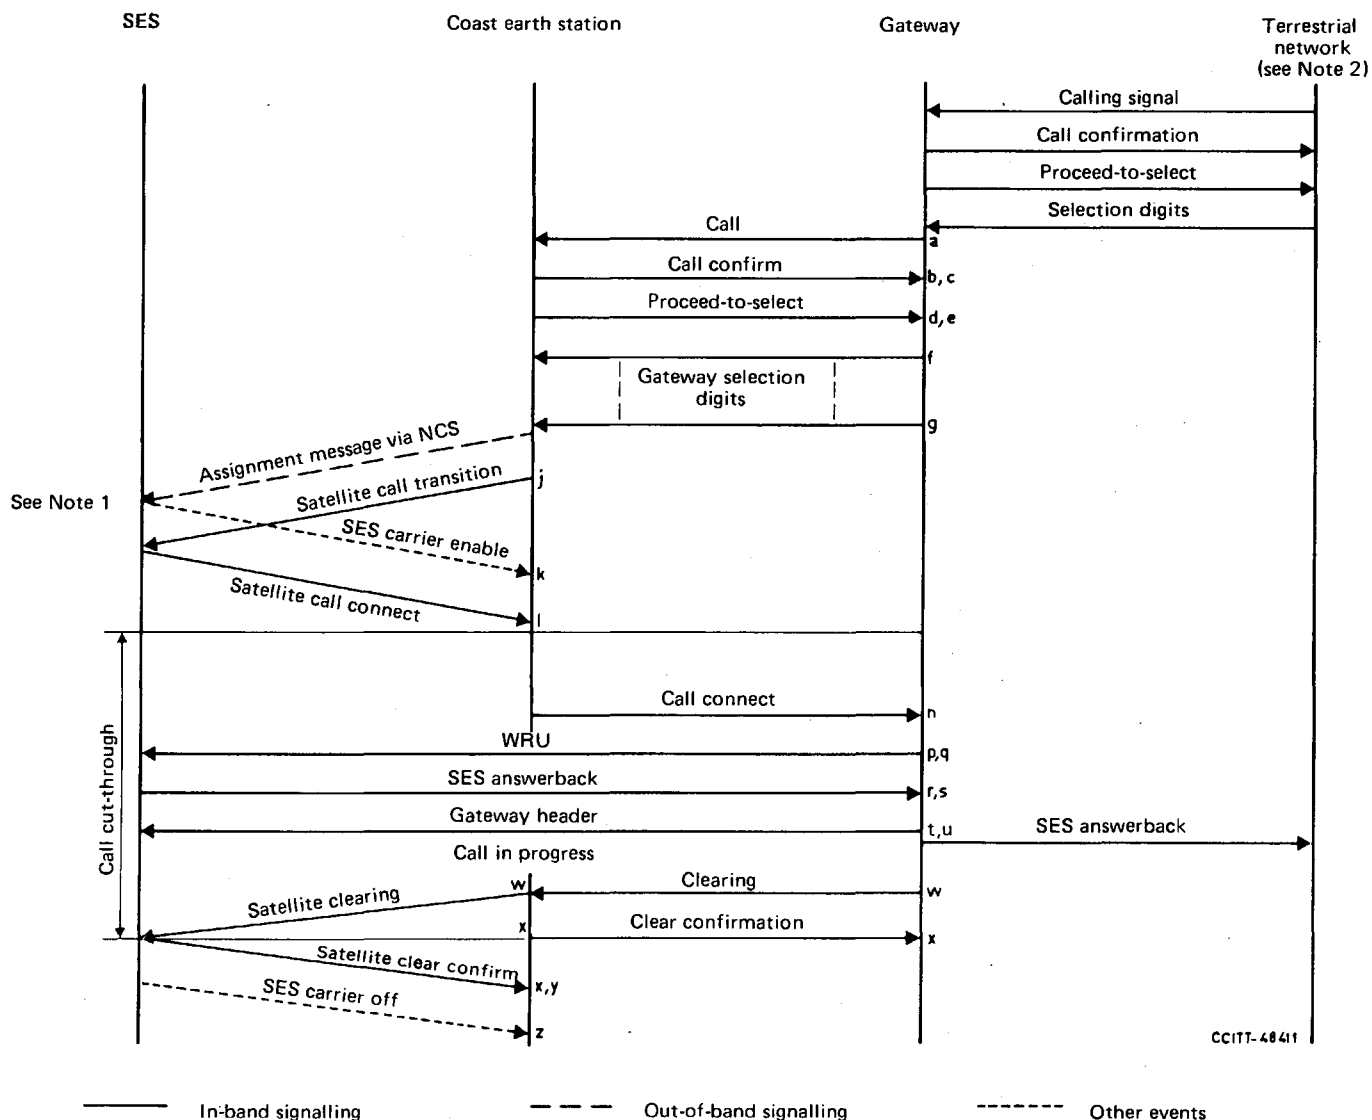 SES
Coast earth station
Gateway
Terrestrial
network
(see Note 2)
Calling signal
Call confirmation
Proceed-to-select
Selection digits
Call
a
Call confirm
b, c
Proceed-to-select
d, e
f
Gateway selection
digits
g
Assignment message via NCS
j
Satellite call transition
See Note 1
SES carrier enable
k
Satellite call connect
l
Call cut-through
Call connect
n
WRU
p,q
SES answerback
r,s
Gateway header
t,u
SES answerback
Call in progress
w
Clearing
w
Satellite clearing
x
Clear confirmation
x
Satellite clear confirm
x,y
SES carrier off
z
CCITT-48411
In-band signalling
Out-of-band signalling
Other events